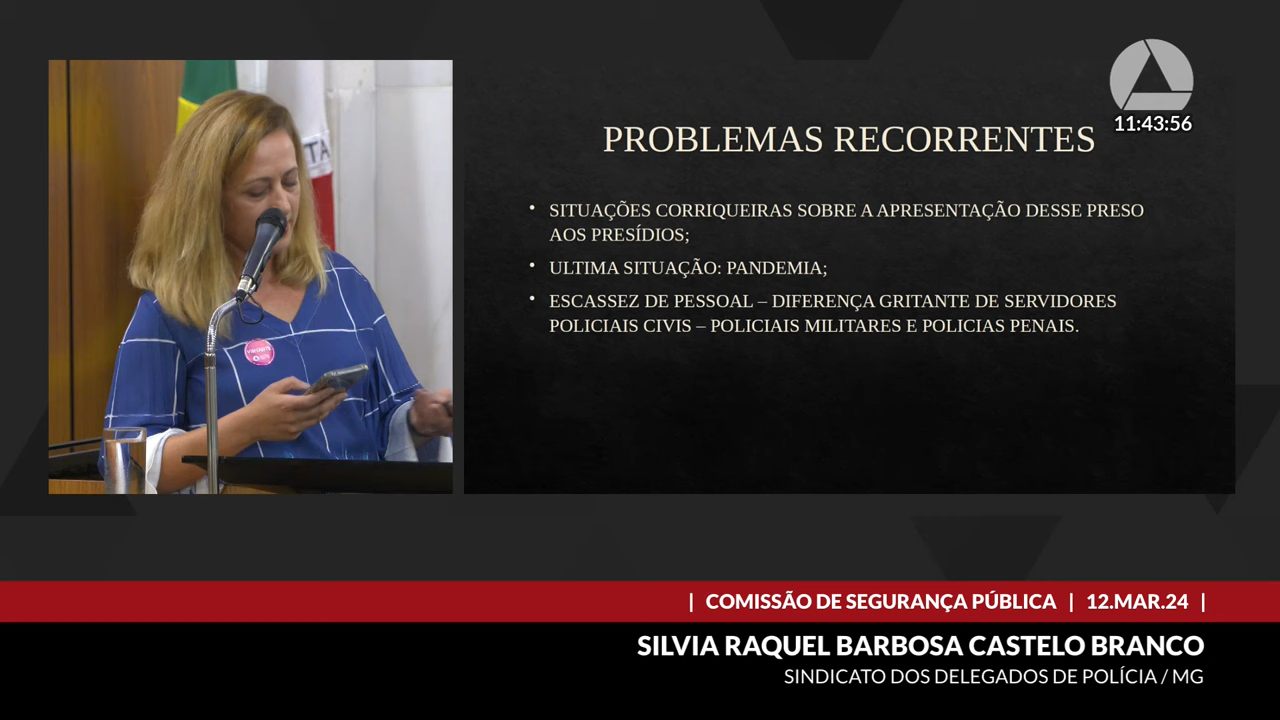 11:43:56
PROBLEMAS RECORRENTES
• SITUAÇÕES CORRIQUEIRAS SOBRE A APRESENTAÇÃO DESSE PRESO
AOS PRESÍDIOS;
• ULTIMA SITUAÇÃO: PANDEMIA;
• ESCASSEZ DE PESSOAL – DIFERENÇA GRITANTE DE SERVIDORES
POLICIAIS CIVIS – POLICIAIS MILITARES E POLICIAS PENAIS.
| COMISSÃO DE SEGURANÇA PÚBLICA | 12.MAR.24 |
SILVIA RAQUEL BARBOSA CASTELO BRANCO
SINDICATO DOS DELEGADOS DE POLÍCIA / MG